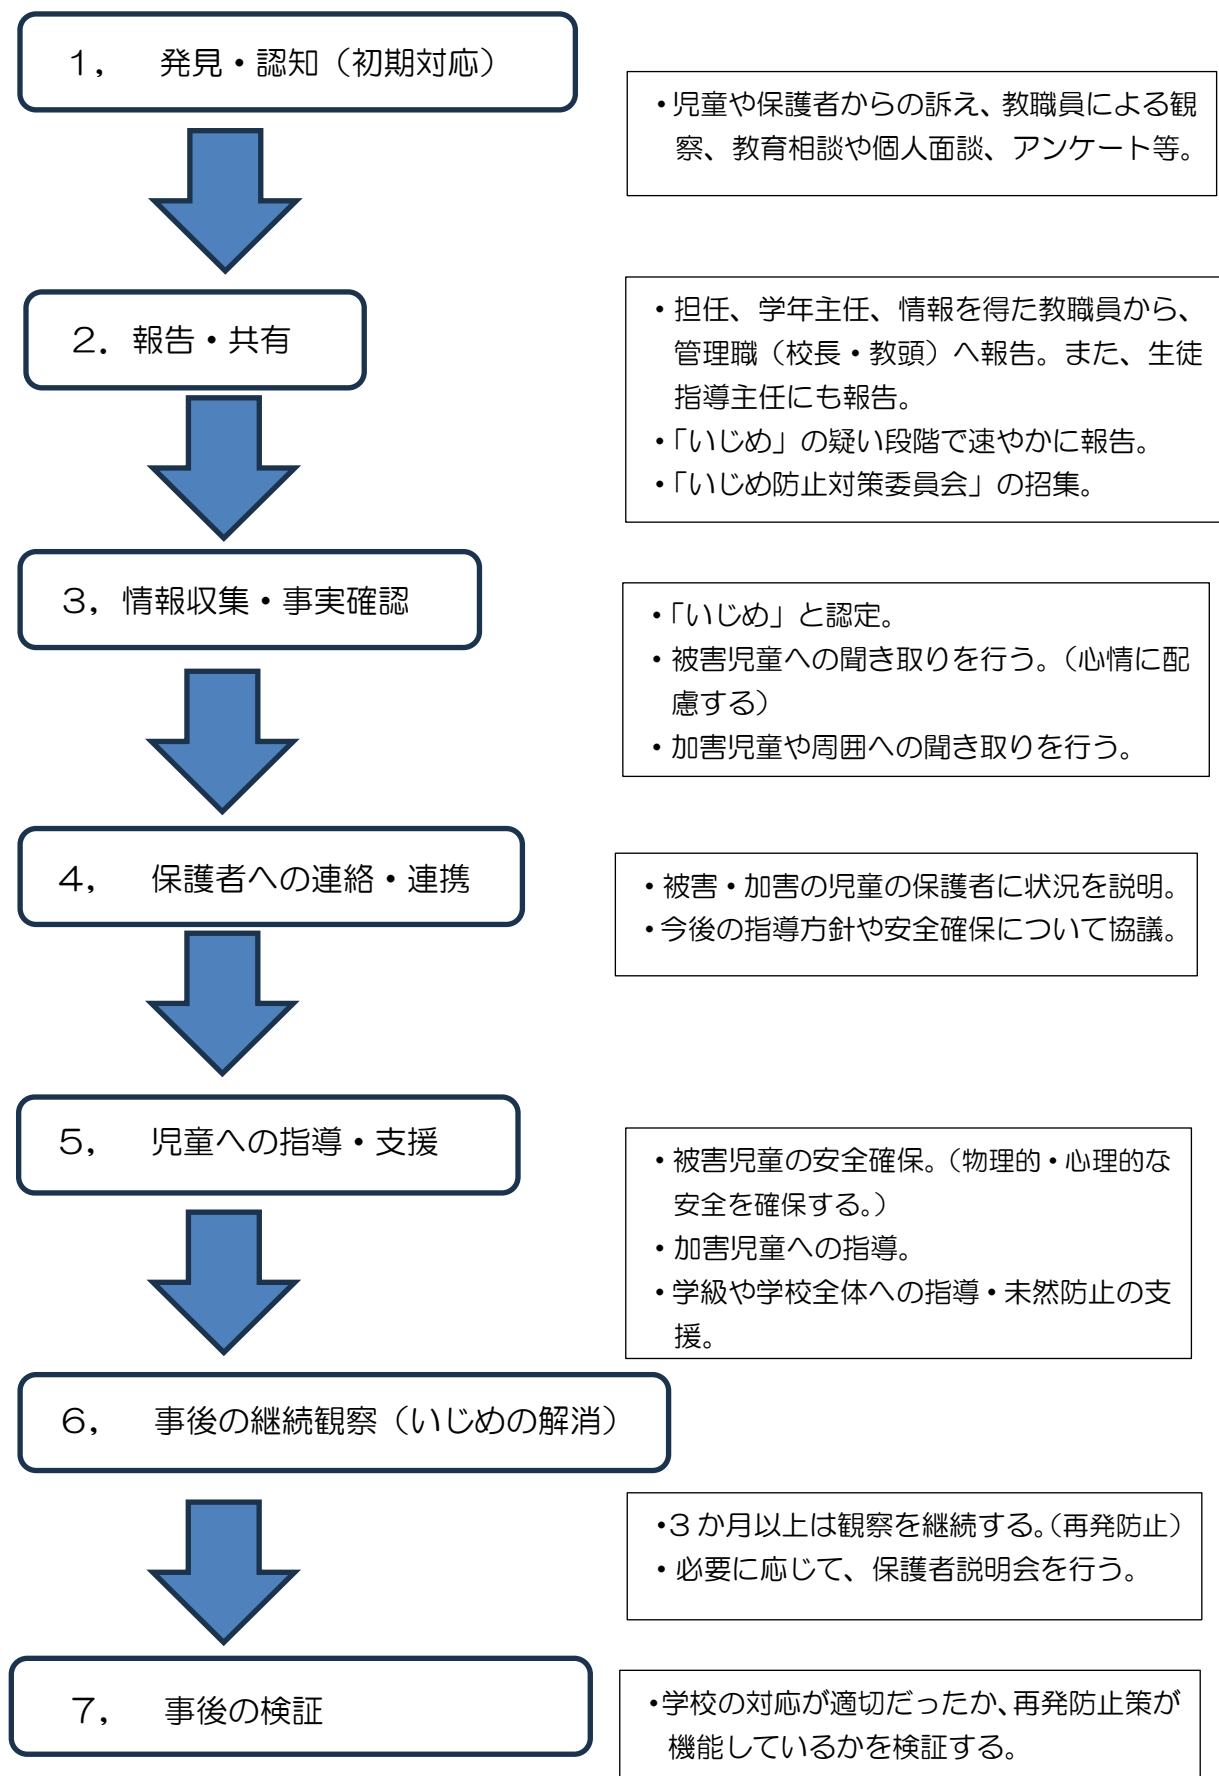 1，　発見・認知（初期対応）
・児童や保護者からの訴え、教職員による観
察、教育相談や個人面談、アンケート等。
2．報告・共有
・担任、学年主任、情報を得た教職員から、
管理職（校長・教頭）へ報告。また、生徒
指導主任にも報告。
・「いじめ」の疑い段階で速やかに報告。
・「いじめ防止対策委員会」の招集。
3，情報収集・事実確認
・「いじめ」と認定。
・被害児童への聞き取りを行う。（心情に配
慮する）
・加害児童や周囲への聞き取りを行う。
4，　保護者への連絡・連携
・被害・加害の児童の保護者に状況を説明。
・今後の指導方針や安全確保について協議。
5，　児童への指導・支援
・被害児童の安全確保。（物理的・心理的な
安全を確保する。）
・加害児童への指導。
・学級や学校全体への指導・未然防止の支
援。
6，　事後の継続観察（いじめの解消）
・3 か月以上は観察を継続する。（再発防止）
・必要に応じて、保護者説明会を行う。
7，　事後の検証
・学校の対応が適切だったか、再発防止策が
機能しているかを検証する。